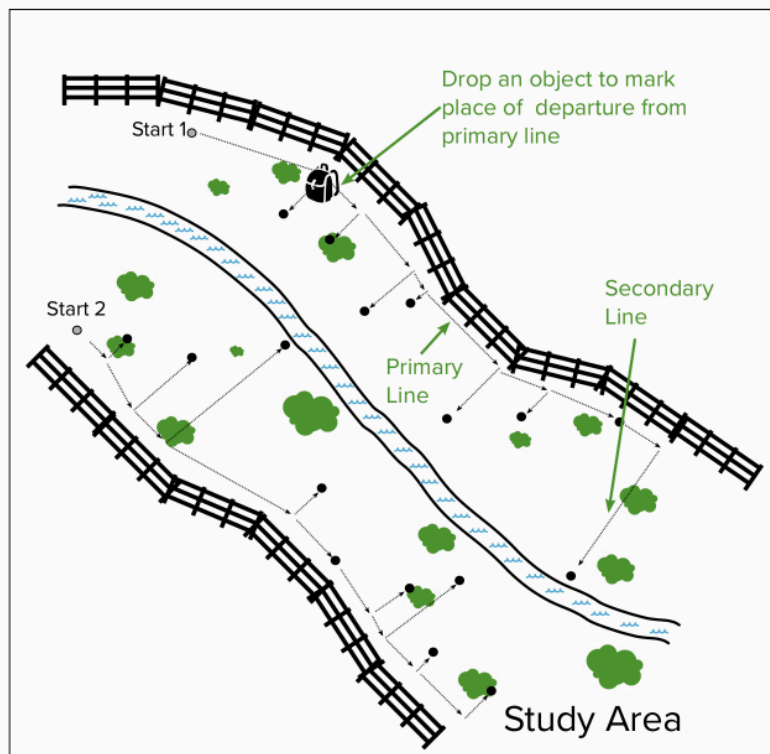 Drop an object to mark
place of departure from
primary line
Start 1
Start 2
Secondary
Line
Primary
Line
Study Area